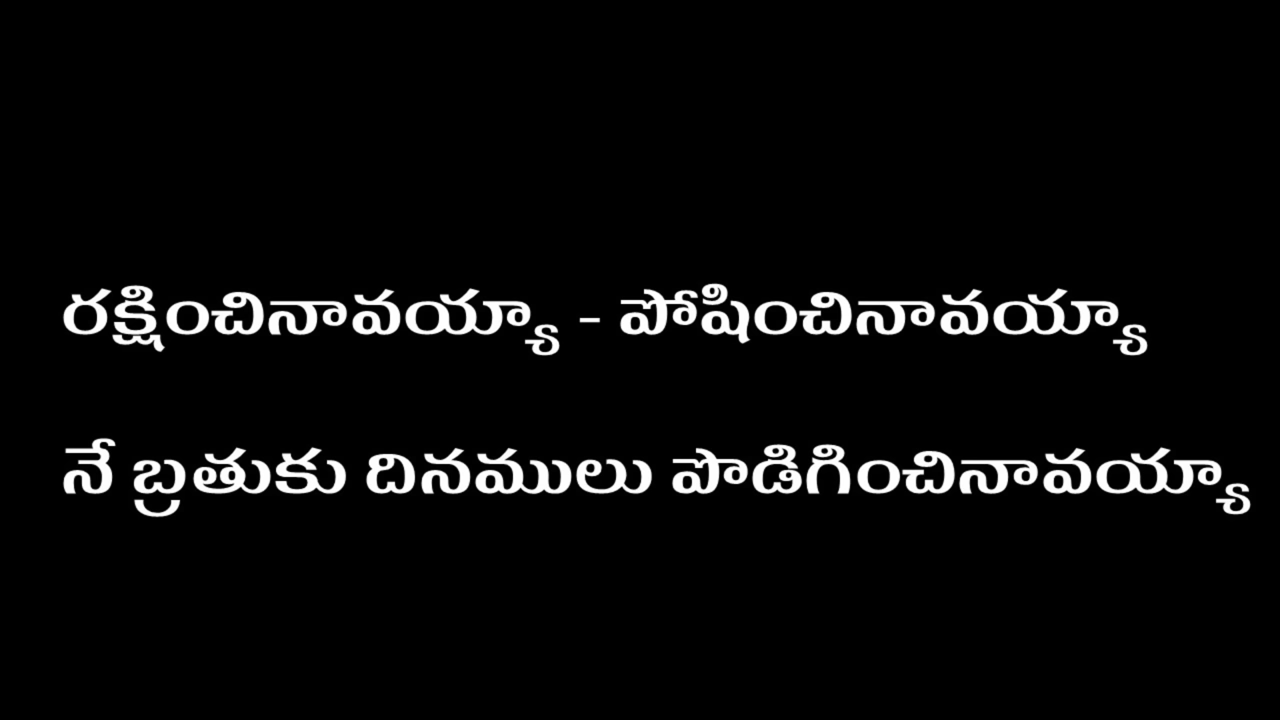 రక్షించినావయ్యా - పోషించినావయ్యా
నే బ్రతుకు దినములు పొడిగించినావయ్యా